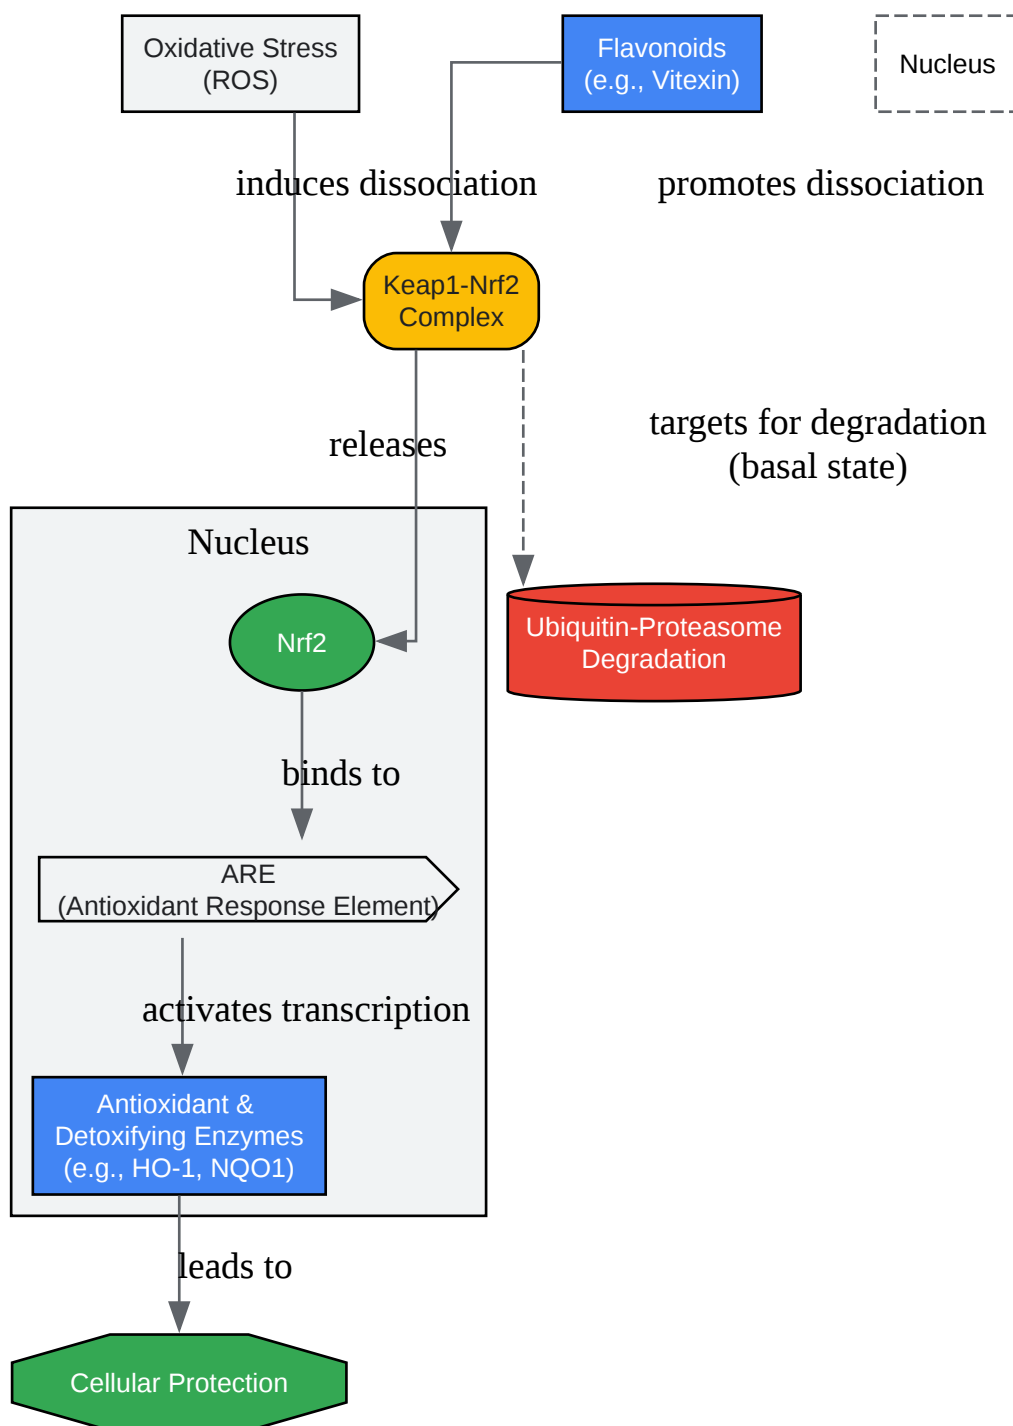 Oxidative Stress
(ROS)
Flavonoids
(e.g., Vitexin)
Nucleus
induces dissociation
promotes dissociation
Keap1-Nrf2
Complex
releases
targets for degradation
(basal state)
Nucleus
Nrf2
Ubiquitin-Proteasome
Degradation
binds to
ARE
(Antioxidant Response Element)
activates transcription
Antioxidant &
Detoxifying Enzymes
(e.g., HO-1, NQO1)
leads to
Cellular Protection